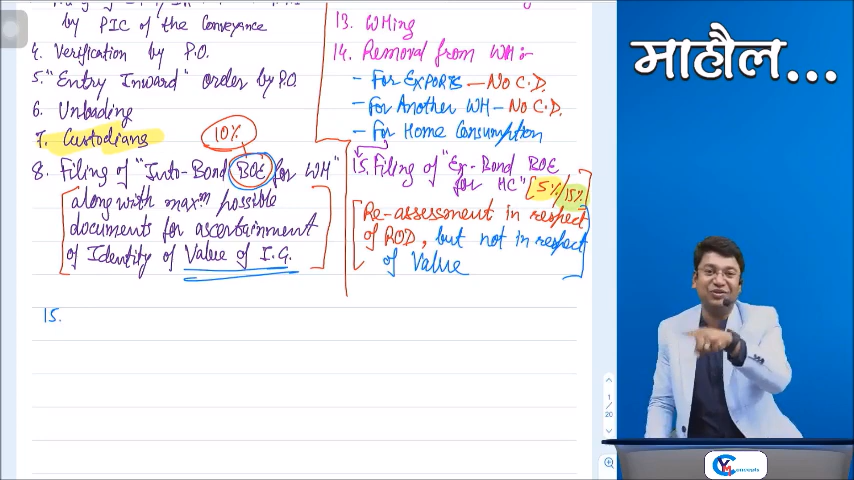 by PIC of the Conveyance
4. Verification by P.O.
5. "Entry Inward" order by P.O
6. Unloading
7. Custodians
10%
8. Filing of "Into-Bond BOE for WH"
along with maxm possible
documents for ascertainment
of Identity of Value of I.G.
15.
13. WHing
14. Removal from WH:-
- For EXPORTS - No C.D.
- For Another WH - No C.D.
- For Home Consumption
15. Filing of "Ex-Bond BOE
for HC" [5%/15%]
Re-assessment in respect
of ROD, but not in respect
of Value
माहौल...
1
/
20
concepts